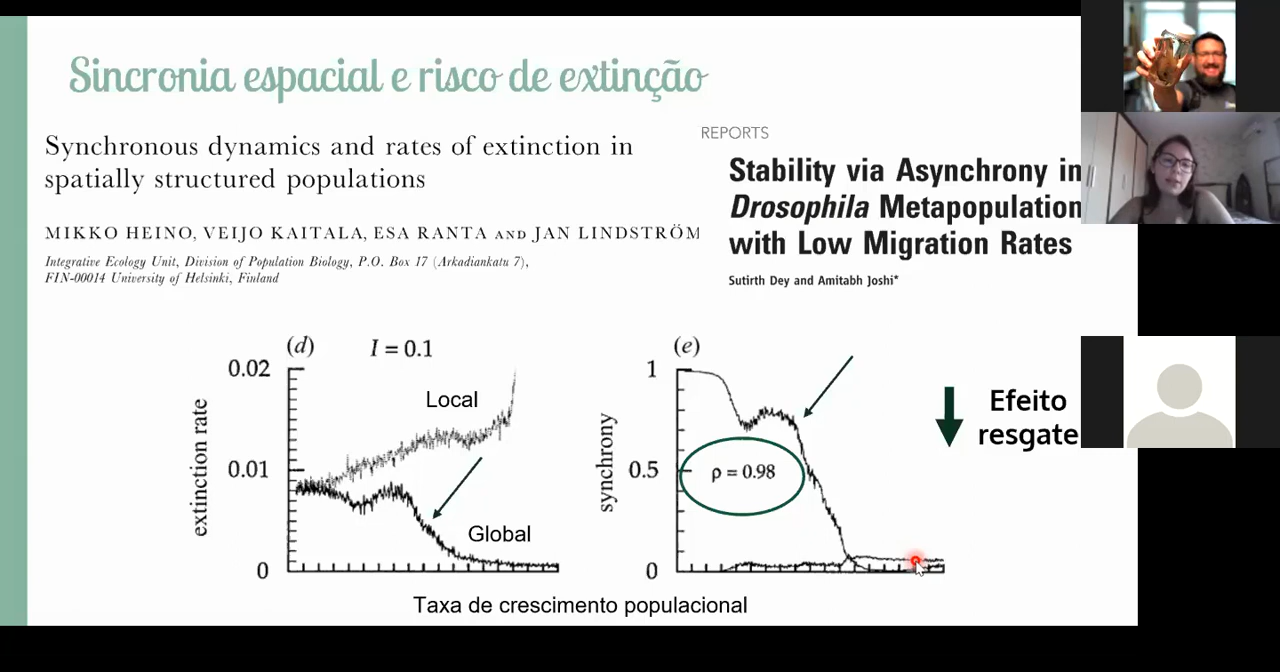 Sincronia espacial e risco de extinção
Synchronous dynamics and rates of extinction in
spatially structured populations
MIKKO HEINO, VEIJO KAITALA, ESA RANTA AND JAN LINDSTRÖM
Integrative Ecology Unit, Division of Population Biology, P.O. Box 17 (Arkadiankatu 7),
FIN-00014 University of Helsinki, Finland
REPORTS
Stability via Asynchrony in
Drosophila Metapopulation
with Low Migration Rates
Sutirth Dey and Amitabh Joshi*
(d)
I = 0.1
0.02
0.01
0
extinction rate
Local
Global
(e)
1
0.5
0
synchrony
ρ = 0.98
Efeito
resgate
Taxa de crescimento populacional